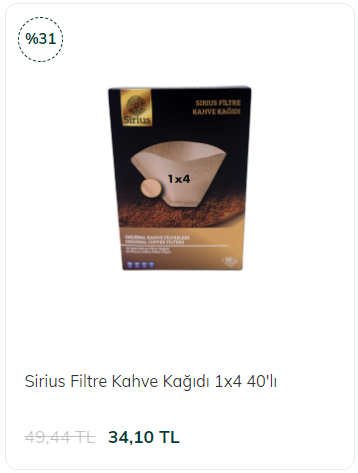 %31
Sirius
SIRIUS FİLTRE
KAHVE KAĞIDI
1x4
ORIGINAL KAHVE FİLTRELERİ
ORIGINAL COFFEE FILTERS
Sirius Filtre Kahve Kağıdı 1x4 40'lı
49,44 TL 34,10 TL